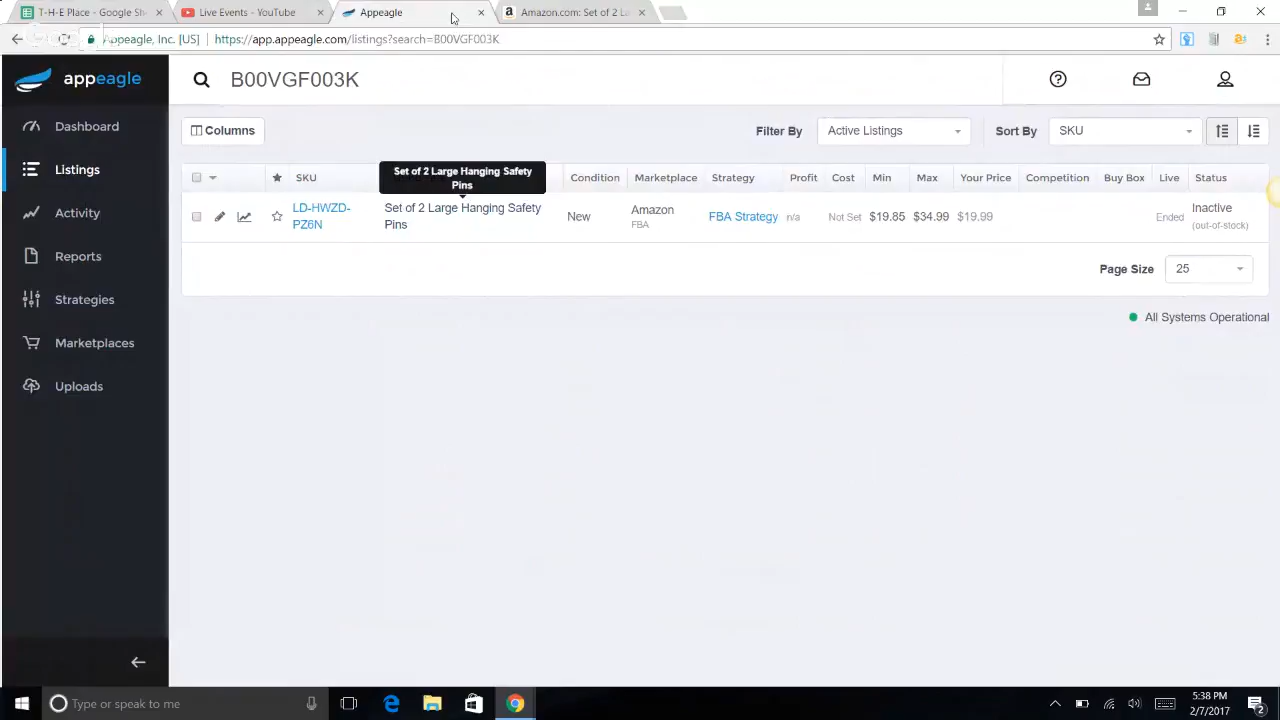 T-H-E Place - Google She
Live Events - YouTube
Appeagle
Amazon.com: Set of 2 La
Appeagle, Inc. [US]
https://app.appeagle.com/listings?search=B00VGF003K
appeagle
B00VGF003K
Dashboard
Listings
Activity
Reports
Strategies
Marketplaces
Uploads
Columns
Filter By
Active Listings
Sort By
SKU
Set of 2 Large Hanging Safety
Pins
SKU
Condition
Marketplace
Strategy
Profit
Cost
Min
Max
Your Price
Competition
Buy Box
Live
Status
LD-HWZD-
PZ6N
Set of 2 Large Hanging Safety
Pins
New
Amazon
FBA
FBA Strategy
n/a
Not Set
$19.85
$34.99
$19.99
Ended
Inactive
(out-of-stock)
Page Size
25
All Systems Operational
Type or speak to me
5:38 PM
2/7/2017
2